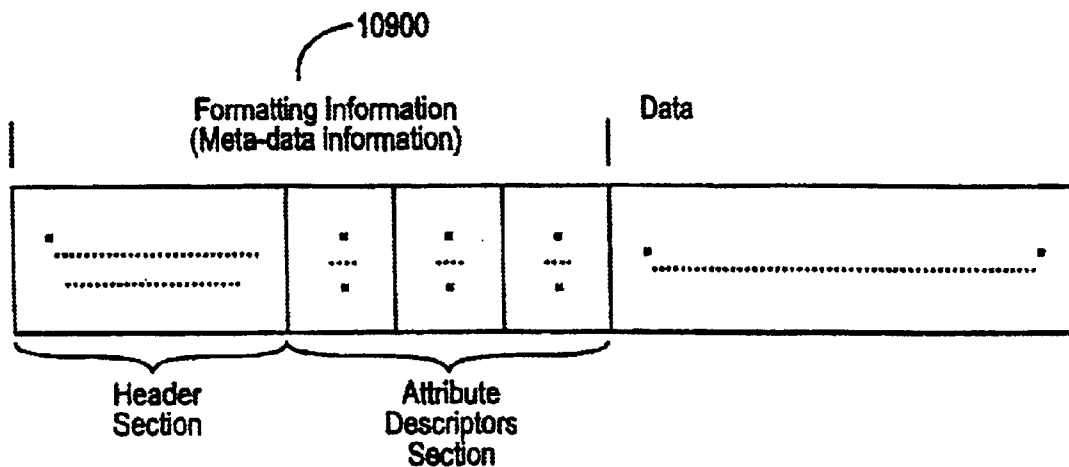 10900
Formatting Information
(Meta-data information)
Data
Header
Section
Attribute
Descriptors
Section